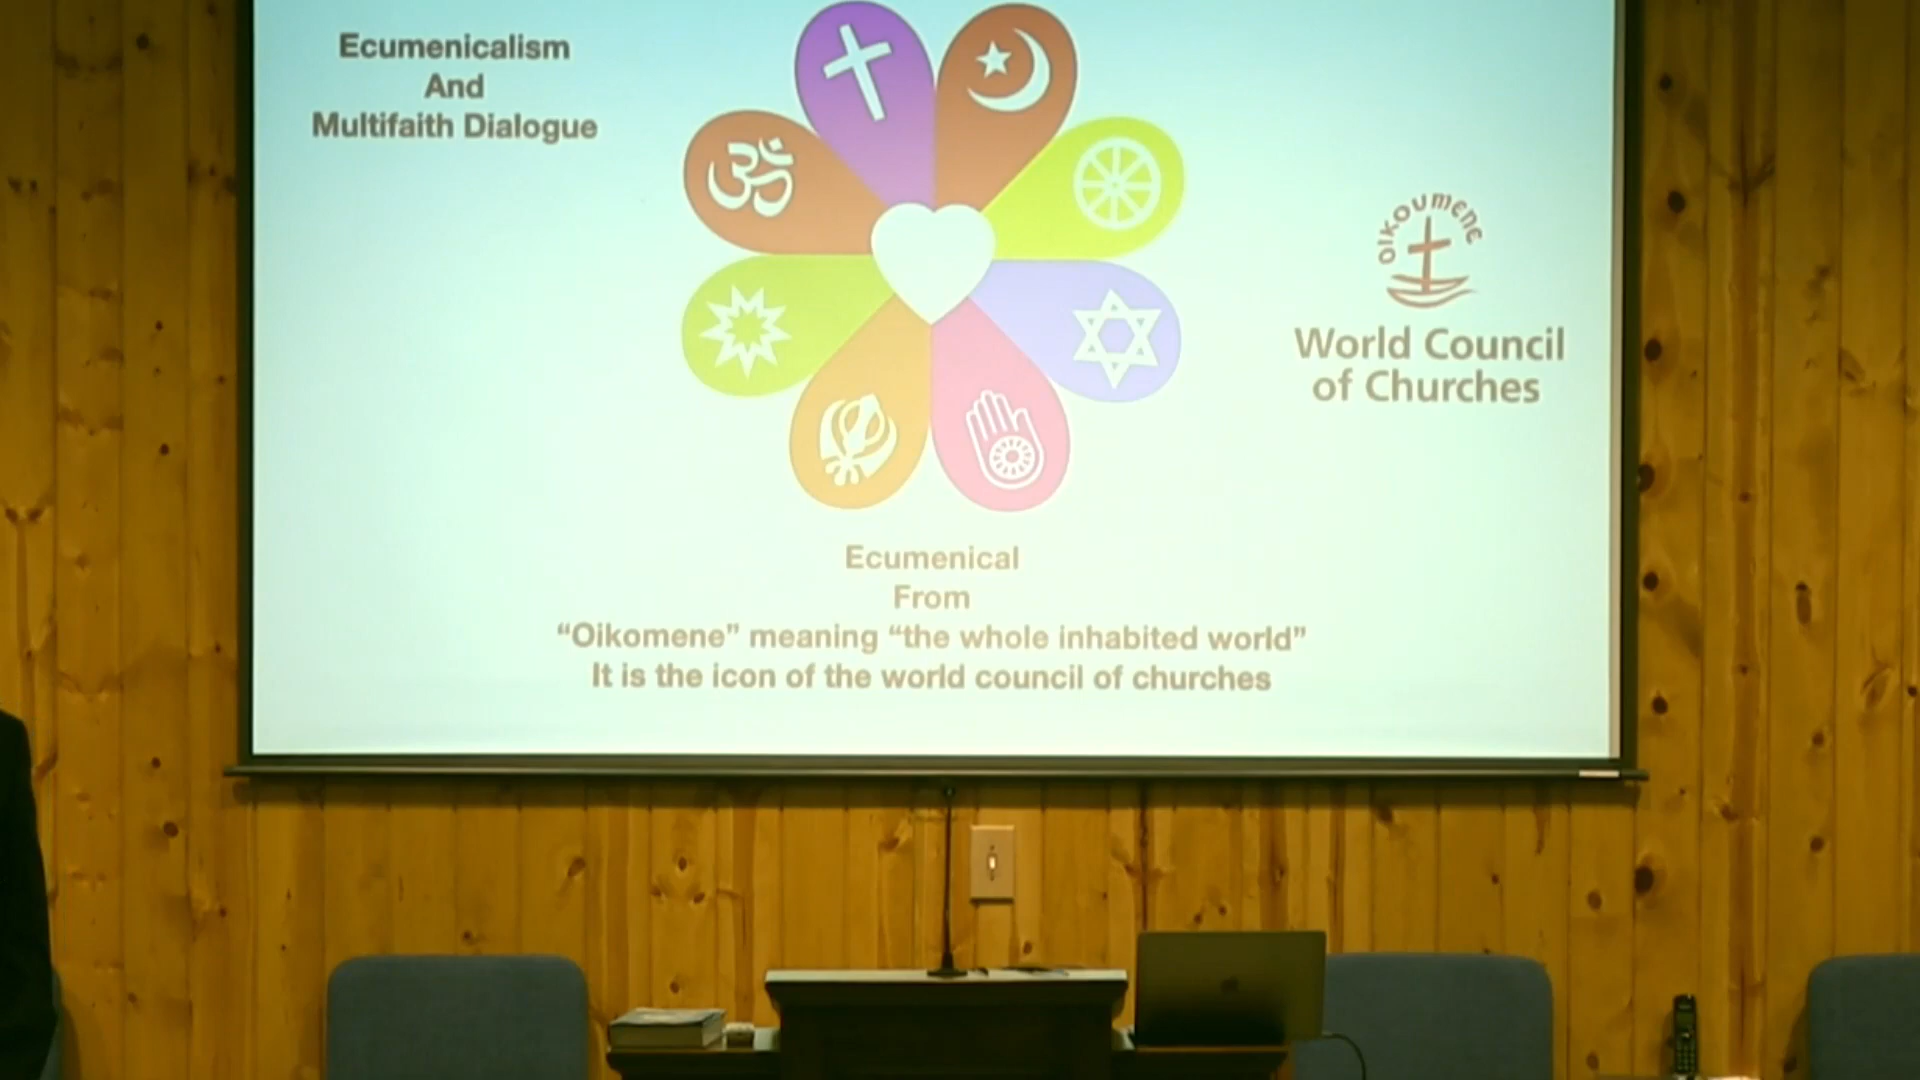 Ecumenicalism
And
Multifaith Dialogue
ॐ
OIKOUMENE
World Council
of Churches
Ecumenical
From
“Oikomene” meaning “the whole inhabited world”
It is the icon of the world council of churches